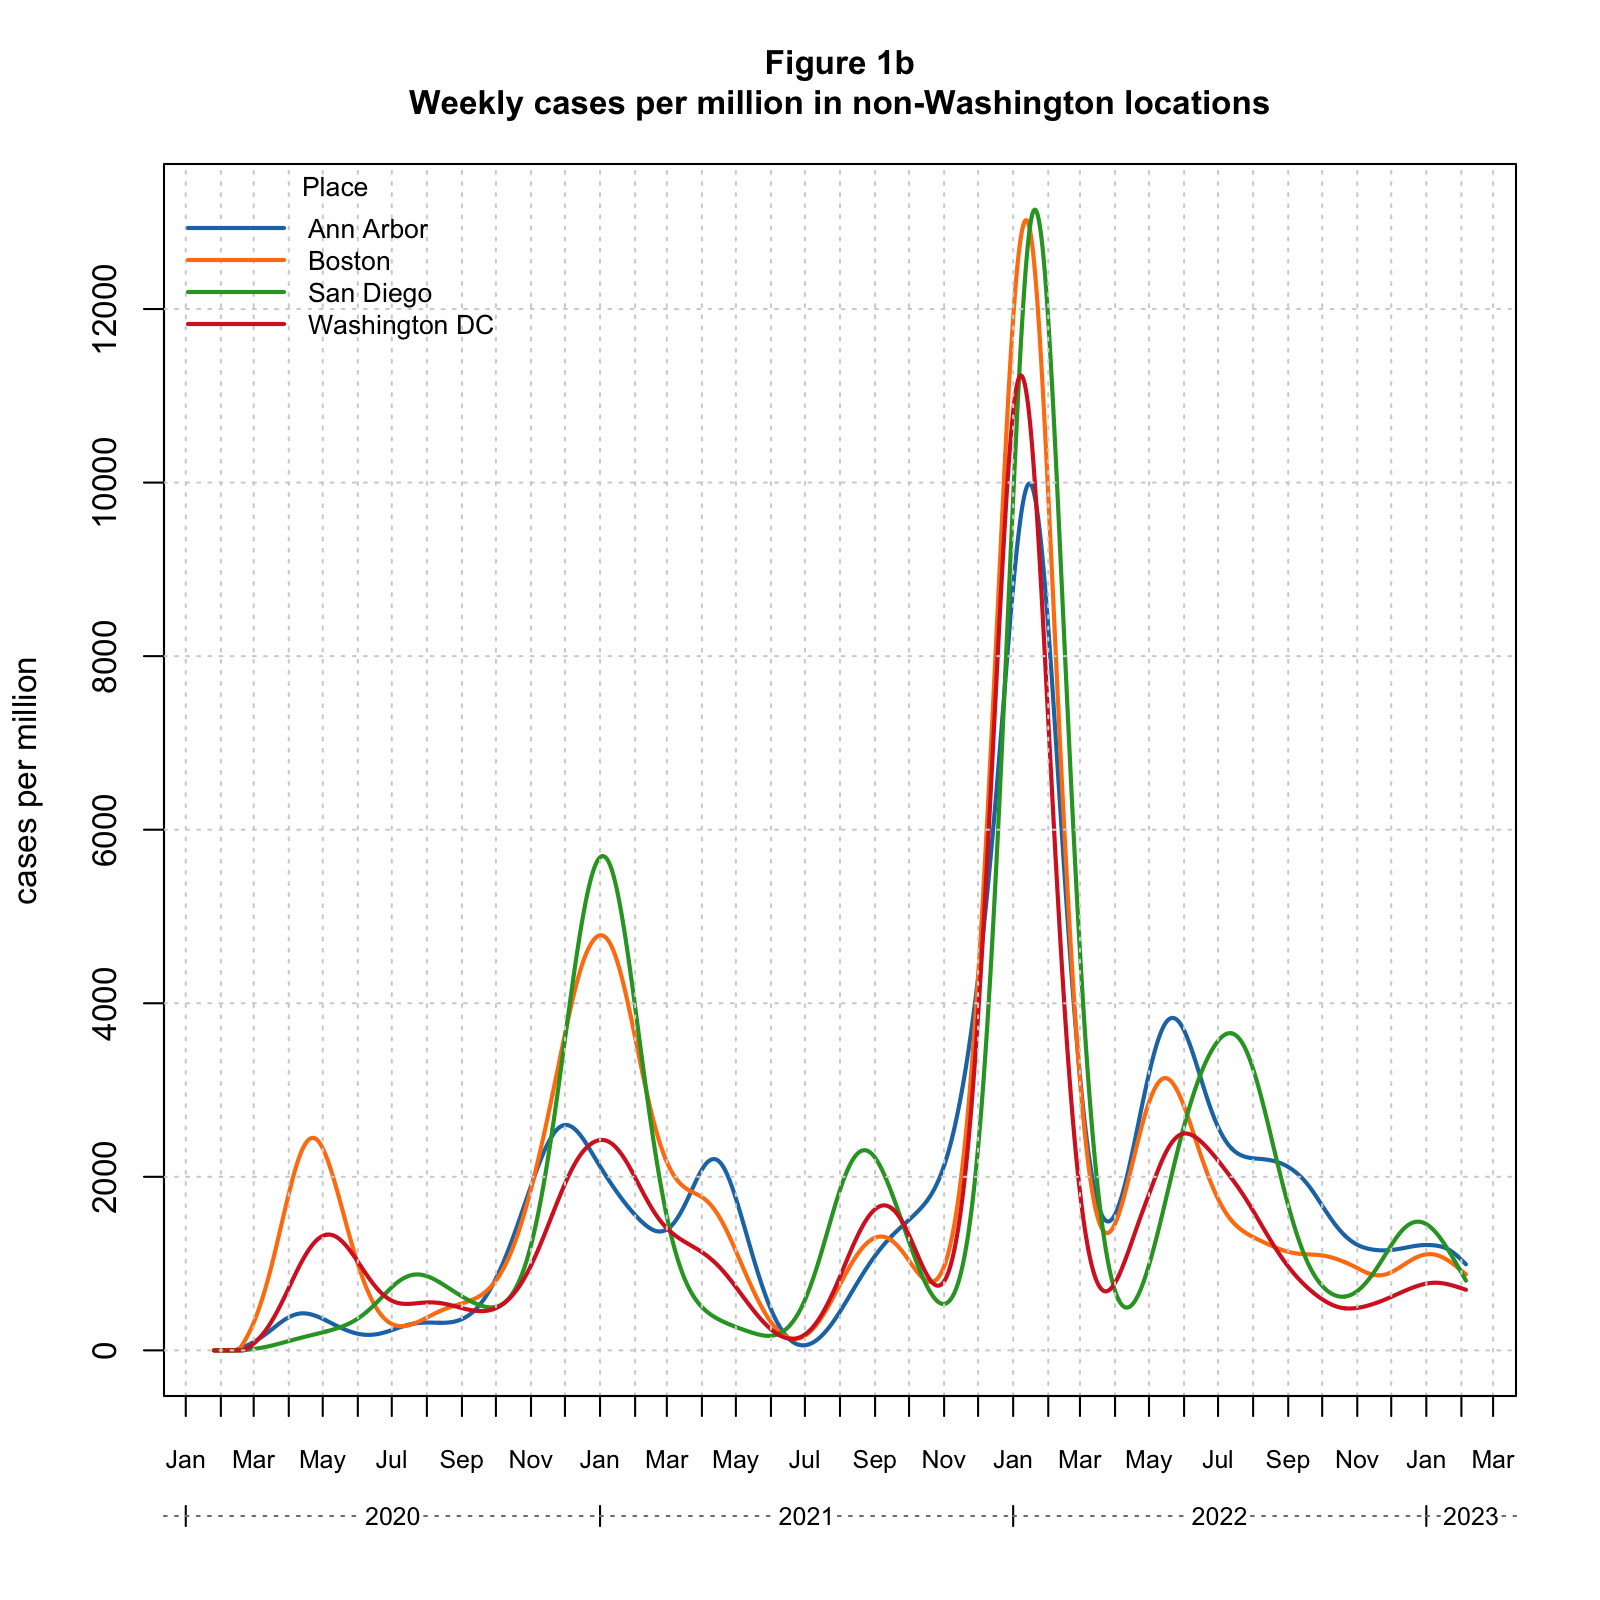 Figure 1b
Weekly cases per million in non-Washington locations
Place
Ann Arbor
Boston
San Diego
Washington DC
cases per million
12000
10000
8000
6000
4000
2000
0
Jan Mar May Jul Sep Nov Jan Mar May Jul Sep Nov Jan Mar May Jul Sep Nov Jan Mar
2020 2021 2022 2023